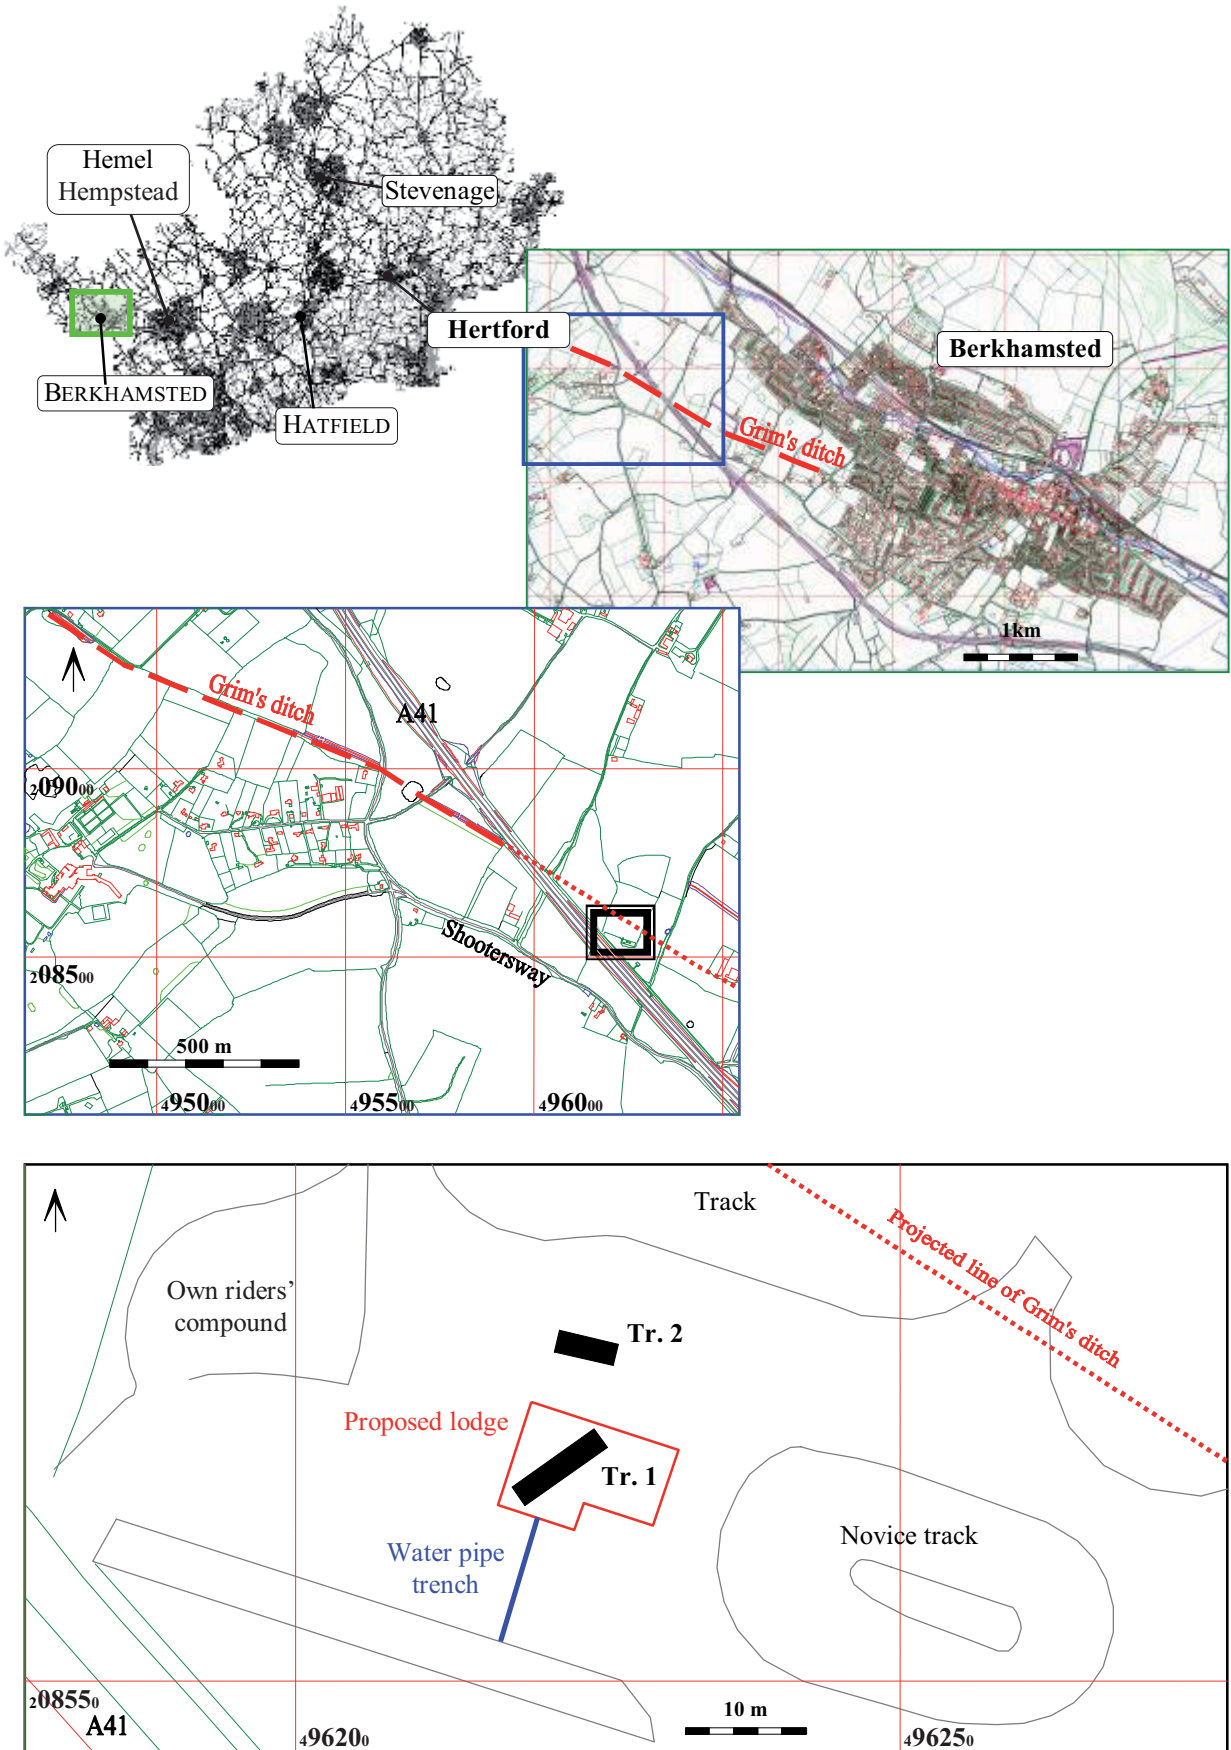 Hemel
Hempstead
Stevenage
Hertford
BERKHAMSTED
HATFIELD
Berkhamsted
Grim's ditch
1km
Grim's ditch
A41
209000
208500
Shootersway
500 m
495000
495500
496000
Track
Projected line of Grim's ditch
Own riders'
compound
Tr. 2
Proposed lodge
Tr. 1
Novice track
Water pipe
trench
208550
A41
10 m
496200
496250